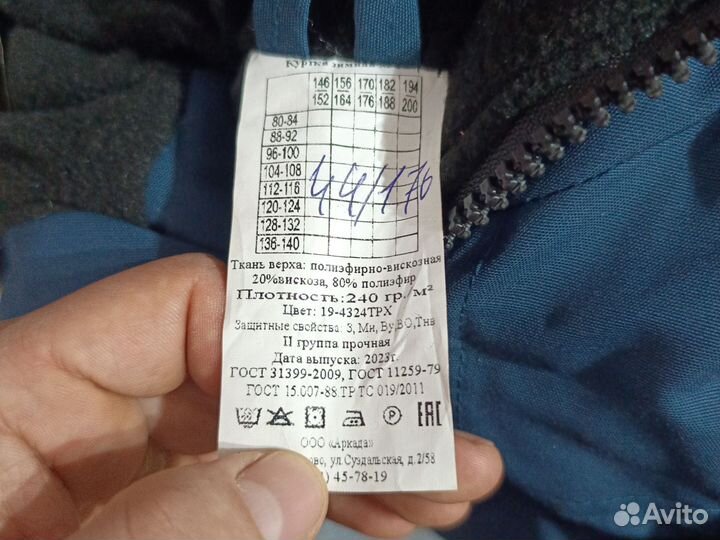 Куртка зимняя
146 156 170 182 194
152 164 176 188 200
80-84
88-92
96-100
104-108
112-116
120-124
128-132
136-140
44/176
Ткань верха: полиэфирно-вискозная
20%вискоза, 80% полиэфир
Плотность:240 гр./м²
Цвет: 19-4324TPX
Защитные свойства: З, Ми, Ву,ВО,Тнв
II группа прочная
Дата выпуска: 2023г.
ГОСТ 31399-2009, ГОСТ 11259-79
ГОСТ 15.007-88.ТР ТС 019/2011
P EAC
ООО «Аркада»
ул.Суздальская, д.2/58
45-78-19
Avito